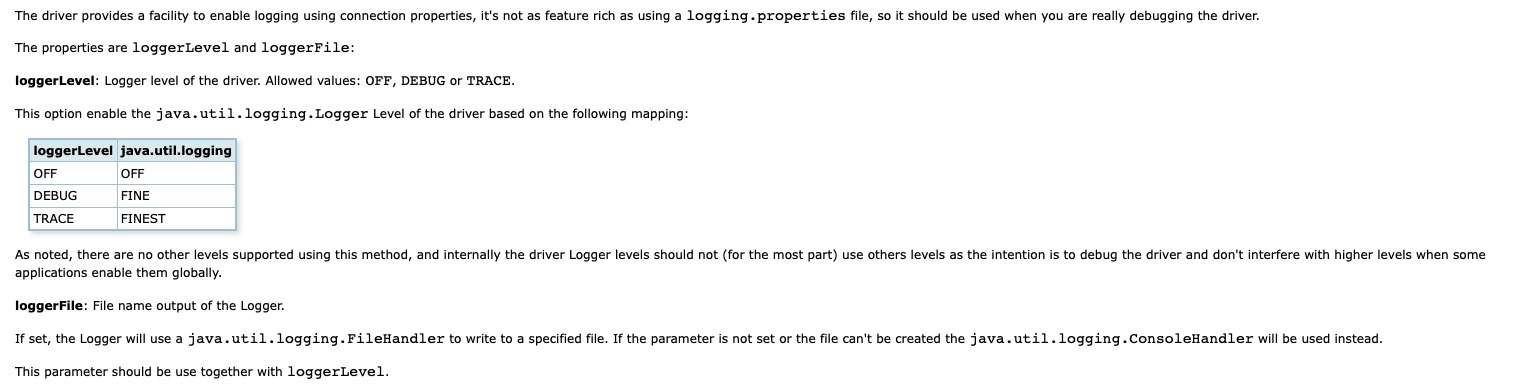 The driver provides a facility to enable logging using connection properties, it's not as feature rich as using a logging.properties file, so it should be used when you are really debugging the driver.
The properties are loggerLevel and loggerFile:
loggerLevel: Logger level of the driver. Allowed values: OFF, DEBUG or TRACE.
This option enable the java.util.logging.Logger Level of the driver based on the following mapping:
loggerLevel java.util.logging
OFF OFF
DEBUG FINE
TRACE FINEST
As noted, there are no other levels supported using this method, and internally the driver Logger levels should not (for the most part) use others levels as the intention is to debug the driver and don't interfere with higher levels when some
applications enable them globally.
loggerFile: File name output of the Logger.
If set, the Logger will use a java.util.logging.FileHandler to write to a specified file. If the parameter is not set or the file can't be created the java.util.logging.ConsoleHandler will be used instead.
This parameter should be use together with loggerLevel.